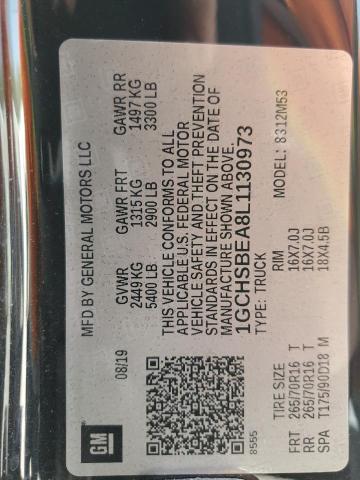 MFD BY GENERAL MOTORS LLC
GM
08/19
GVWR GAWR FRT GAWR RR
2449 KG 1315 KG 1497 KG
5400 LB 2900 LB 3300 LB
THIS VEHICLE CONFORMS TO ALL
APPLICABLE U.S. FEDERAL MOTOR
VEHICLE SAFETY AND THEFT PREVENTION
STANDARDS IN EFFECT ON THE DATE OF
MANUFACTURE SHOWN ABOVE.
1GCHSBEA8L1130973
TYPE: TRUCK MODEL: 8312M53
8555
TIRE SIZE RIM
FRT 265/70R16 T 16X7.0J
RR 265/70R16 T 16X7.0J
SPA T175/90D18 M 18X4.5B